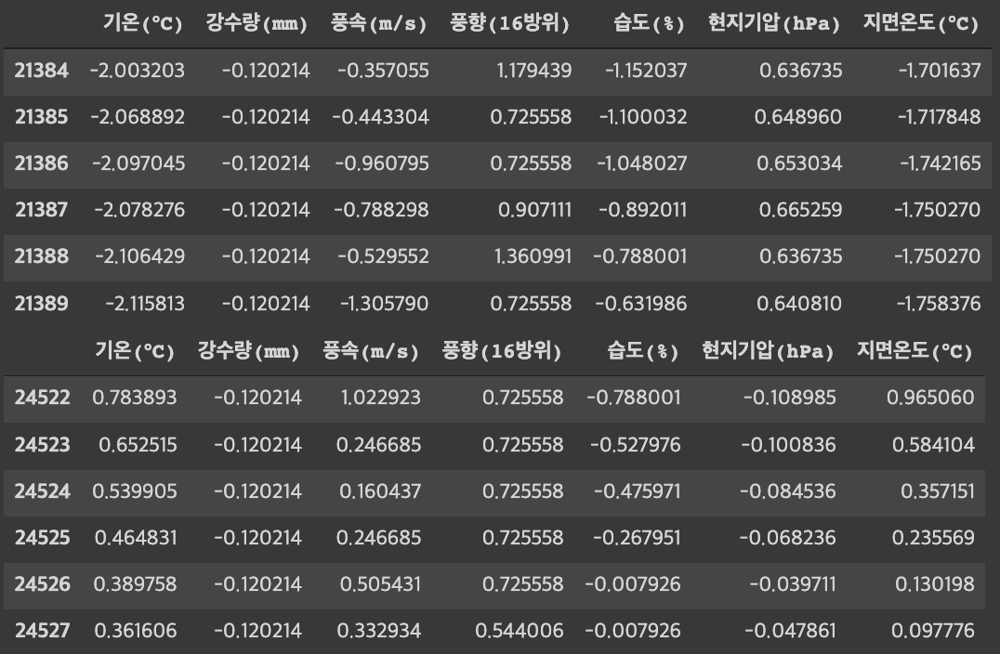 기온(°C) 강수량(mm) 풍속(m/s) 풍향(16방위) 습도(%) 현지기압(hPa) 지면온도(°C)
21384 -2.003203 -0.120214 -0.357055 1.179439 -1.152037 0.636735 -1.701637
21385 -2.068892 -0.120214 -0.443304 0.725558 -1.100032 0.648960 -1.717848
21386 -2.097045 -0.120214 -0.960795 0.725558 -1.048027 0.653034 -1.742165
21387 -2.078276 -0.120214 -0.788298 0.907111 -0.892011 0.665259 -1.750270
21388 -2.106429 -0.120214 -0.529552 1.360991 -0.788001 0.636735 -1.750270
21389 -2.115813 -0.120214 -1.305790 0.725558 -0.631986 0.640810 -1.758376
기온(°C) 강수량(mm) 풍속(m/s) 풍향(16방위) 습도(%) 현지기압(hPa) 지면온도(°C)
24522 0.783893 -0.120214 1.022923 0.725558 -0.788001 -0.108985 0.965060
24523 0.652515 -0.120214 0.246685 0.725558 -0.527976 -0.100836 0.584104
24524 0.539905 -0.120214 0.160437 0.725558 -0.475971 -0.084536 0.357151
24525 0.464831 -0.120214 0.246685 0.725558 -0.267951 -0.068236 0.235569
24526 0.389758 -0.120214 0.505431 0.725558 -0.007926 -0.039711 0.130198
24527 0.361606 -0.120214 0.332934 0.544006 -0.007926 -0.047861 0.097776